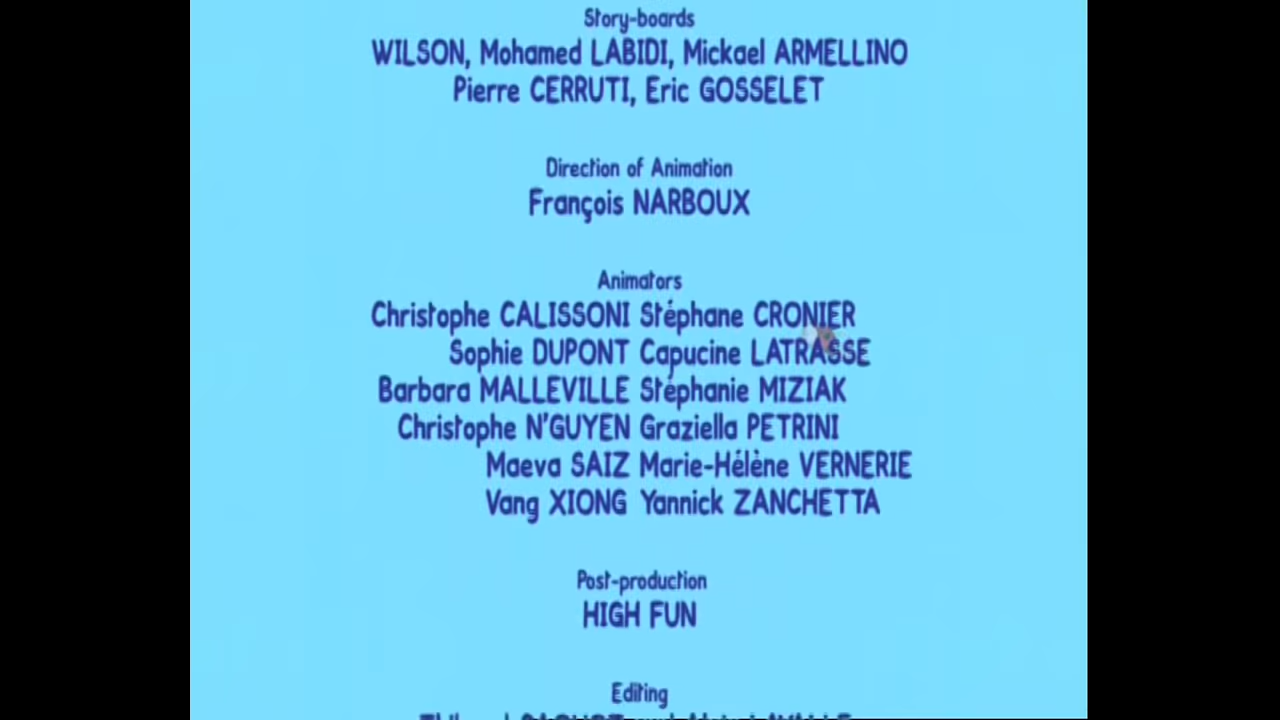 Story-boards
WILSON, Mohamed LABIDI, Mickael ARMELLINO
Pierre CERRUTI, Eric GOSSELET
Direction of Animation
François NARBOUX
Animators
Christophe CALISSONI Stéphane CRONIER
Sophie DUPONT Capucine LATRASSE
Barbara MALLEVILLE Stéphanie MIZIAK
Christophe N'GUYEN Graziella PETRINI
Maeva SAIZ Marie-Hélène VERNERIE
Vang XIONG Yannick ZANCHETTA
Post-production
HIGH FUN
Editing